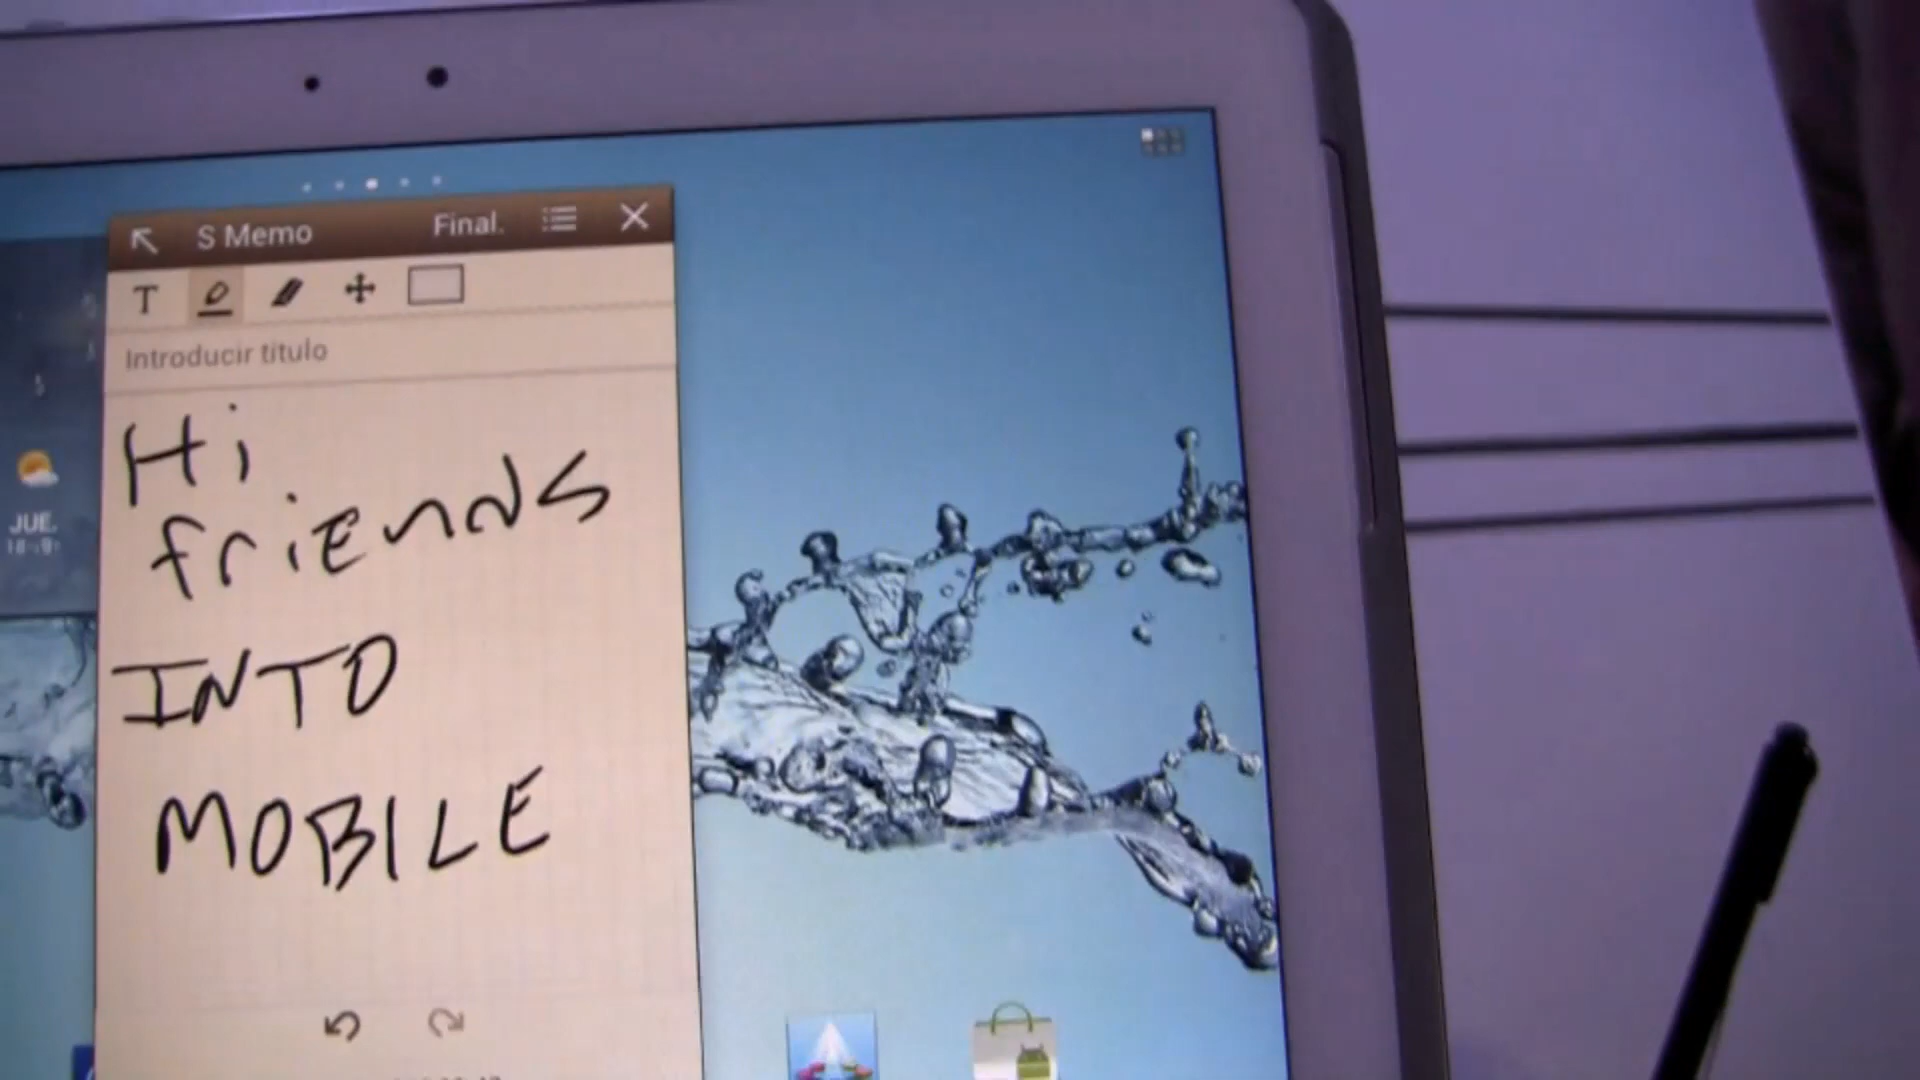 S Memo Final.
T
Introducir título
Hi
friends
INTO
MOBILE
JUE.